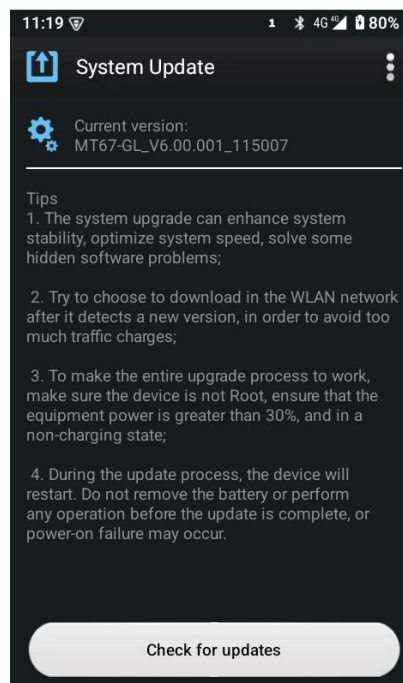 11:19 1 4G 4G 80%
System Update
Current version:
MT67-GL_V6.00.001_115007
Tips
1. The system upgrade can enhance system
stability, optimize system speed, solve some
hidden software problems;
2. Try to choose to download in the WLAN network
after it detects a new version, in order to avoid too
much traffic charges;
3. To make the entire upgrade process to work,
make sure the device is not Root, ensure that the
equipment power is greater than 30%, and in a
non-charging state;
4. During the update process, the device will
restart. Do not remove the battery or perform
any operation before the update is complete, or
power-on failure may occur.
Check for updates